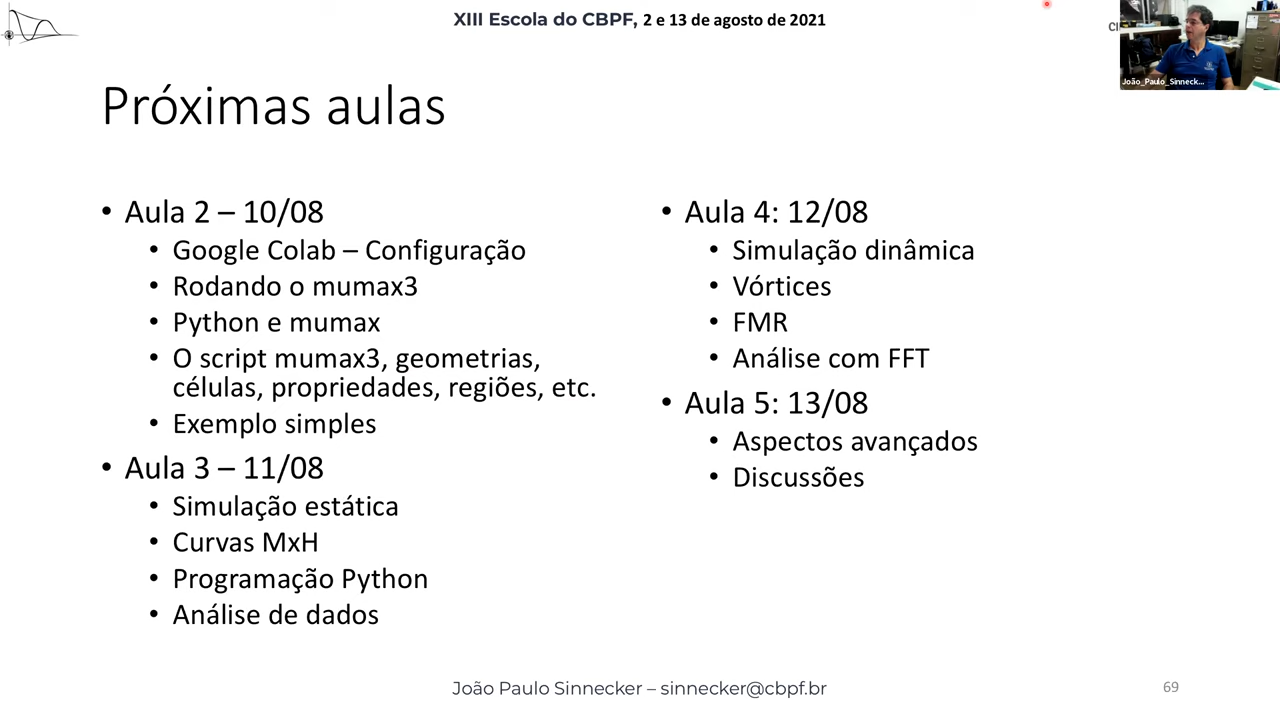 XIII Escola do CBPF, 2 e 13 de agosto de 2021
João_Paulo_Sinneck...
Próximas aulas
• Aula 2 – 10/08
• Google Colab – Configuração
• Rodando o mumax3
• Python e mumax
• O script mumax3, geometrias,
células, propriedades, regiões, etc.
• Exemplo simples
• Aula 3 – 11/08
• Simulação estática
• Curvas MxH
• Programação Python
• Análise de dados
• Aula 4: 12/08
• Simulação dinâmica
• Vórtices
• FMR
• Análise com FFT
• Aula 5: 13/08
• Aspectos avançados
• Discussões
João Paulo Sinnecker – sinnecker@cbpf.br
69